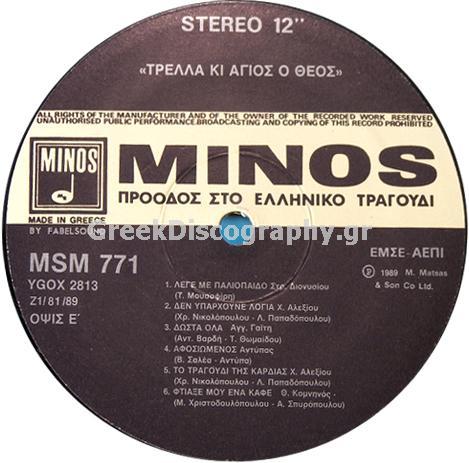 STEREO 12''
«ΤΡΕΛΛΑ ΚΙ ΑΓΙΟΣ Ο ΘΕΟΣ»
ALL RIGHTS OF THE MANUFACTURER AND OF THE OWNER OF THE RECORDED WORK RESERVED
UNAUTHORISED PUBLIC PERFORMANCE.BROADCASTING AND COPYING OF THIS RECORD PROHIBITED
MINOS
MINOS
ΠΡΟΟΔΟΣ ΣΤΟ ΕΛΛΗΝΙΚΟ ΤΡΑΓΟΥΔΙ
MADE IN GREECE
BY FABELSOUND
GreekDiscography.gr
MSM 771
YGOX 2813
Ζ1/81/89
ΟΨΙΣ Ε΄
ΕΜΣΕ-ΑΕΠΙ
Ⓟ 1989 M. Matsas
& Son Co Ltd.
1. ΛΕΓΕ ΜΕ ΠΑΛΙΟΠΑΙΔΟ Στρ. Διονυσίου
(Τ. Μουσαφίρη)
2. ΔΕΝ ΥΠΑΡΧΟΥΝΕ ΛΟΓΙΑ Χ. Αλεξίου
(Χρ. Νικολόπουλου - Λ. Παπαδόπουλου)
3. ΔΩΣΤΑ ΟΛΑ Αγγ. Γαίτη
(Αντ. Βαρδή - Τ. Θωμαίδου)
4. ΑΦΟΣΙΩΜΕΝΟΣ Αντύπας
(Β. Σαλέα - Αντύπα)
5. ΤΟ ΤΡΑΓΟΥΔΙ ΤΗΣ ΚΑΡΔΙΑΣ Χ. Αλεξίου
(Χρ. Νικολόπουλου - Λ. Παπαδόπουλου)
6. ΦΤΙΑΞΕ ΜΟΥ ΕΝΑ ΚΑΦΕ Θ. Κομνηνός -
(Μ. Χριστοδουλόπουλου - Α. Σπυρόπουλου)